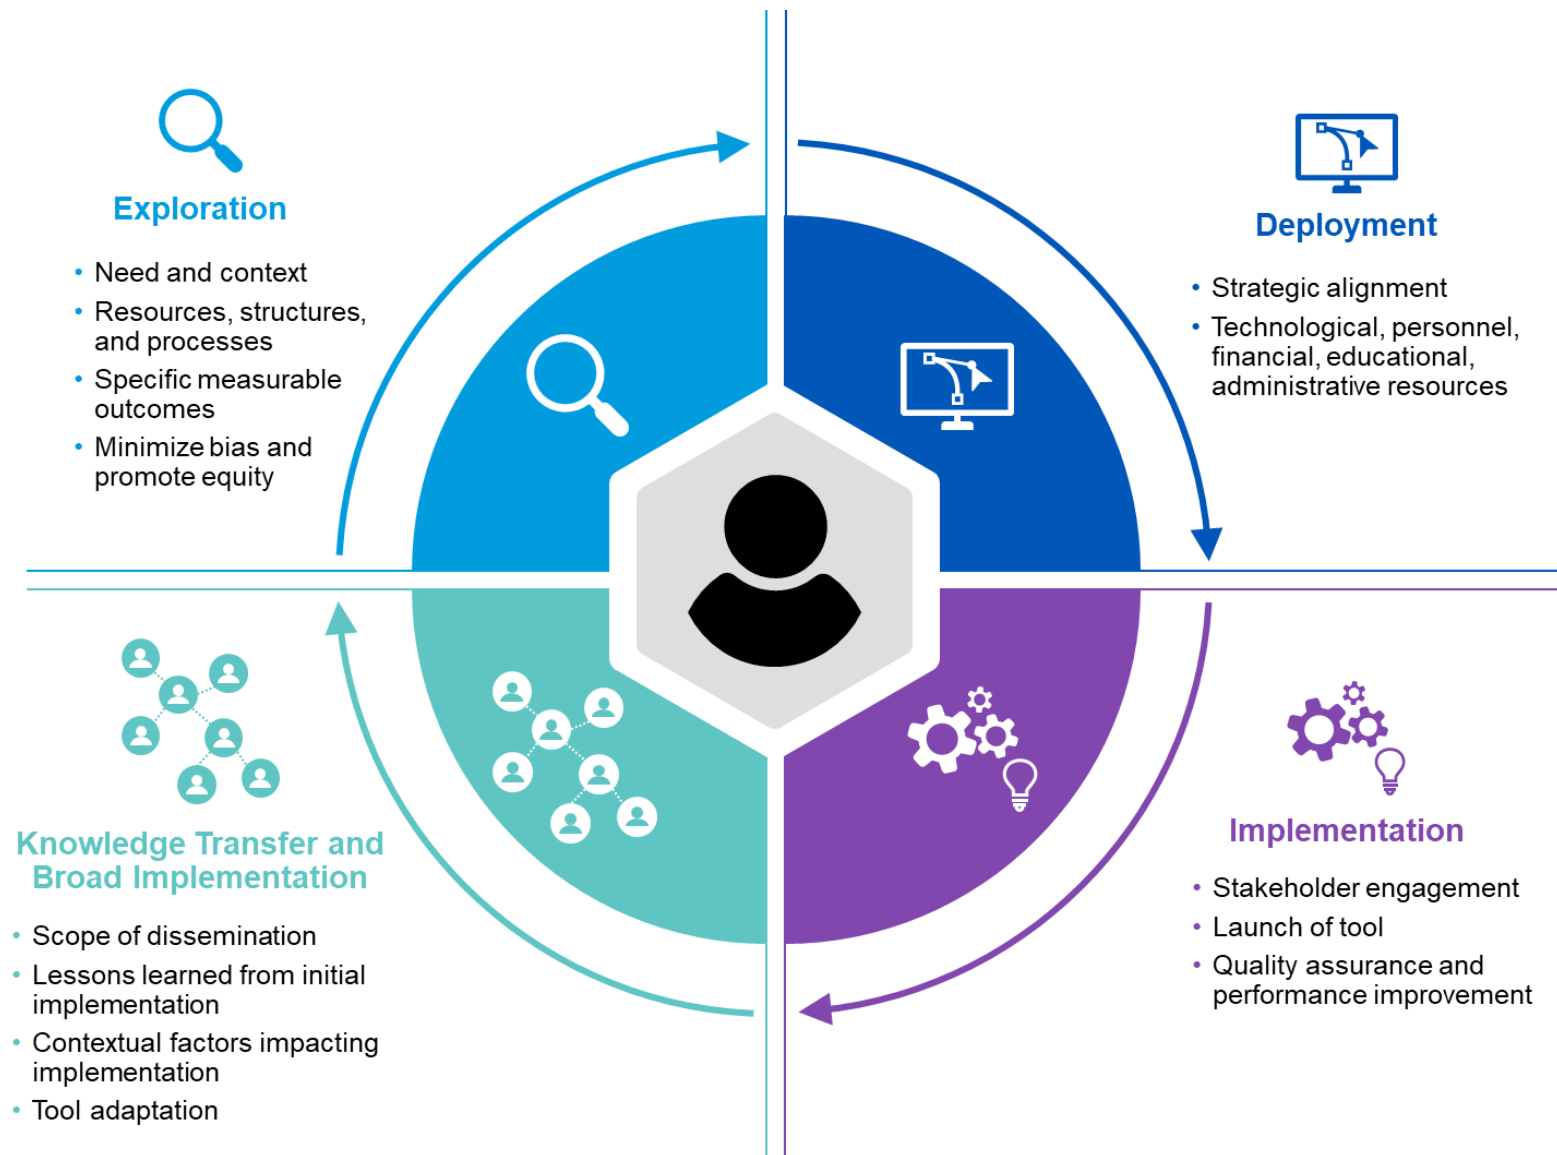 Exploration
• Need and context
• Resources, structures,
and processes
• Specific measurable
outcomes
• Minimize bias and
promote equity
Deployment
• Strategic alignment
• Technological, personnel,
financial, educational,
administrative resources
Knowledge Transfer and
Broad Implementation
• Scope of dissemination
• Lessons learned from initial
implementation
• Contextual factors impacting
implementation
• Tool adaptation
Implementation
• Stakeholder engagement
• Launch of tool
• Quality assurance and
performance improvement